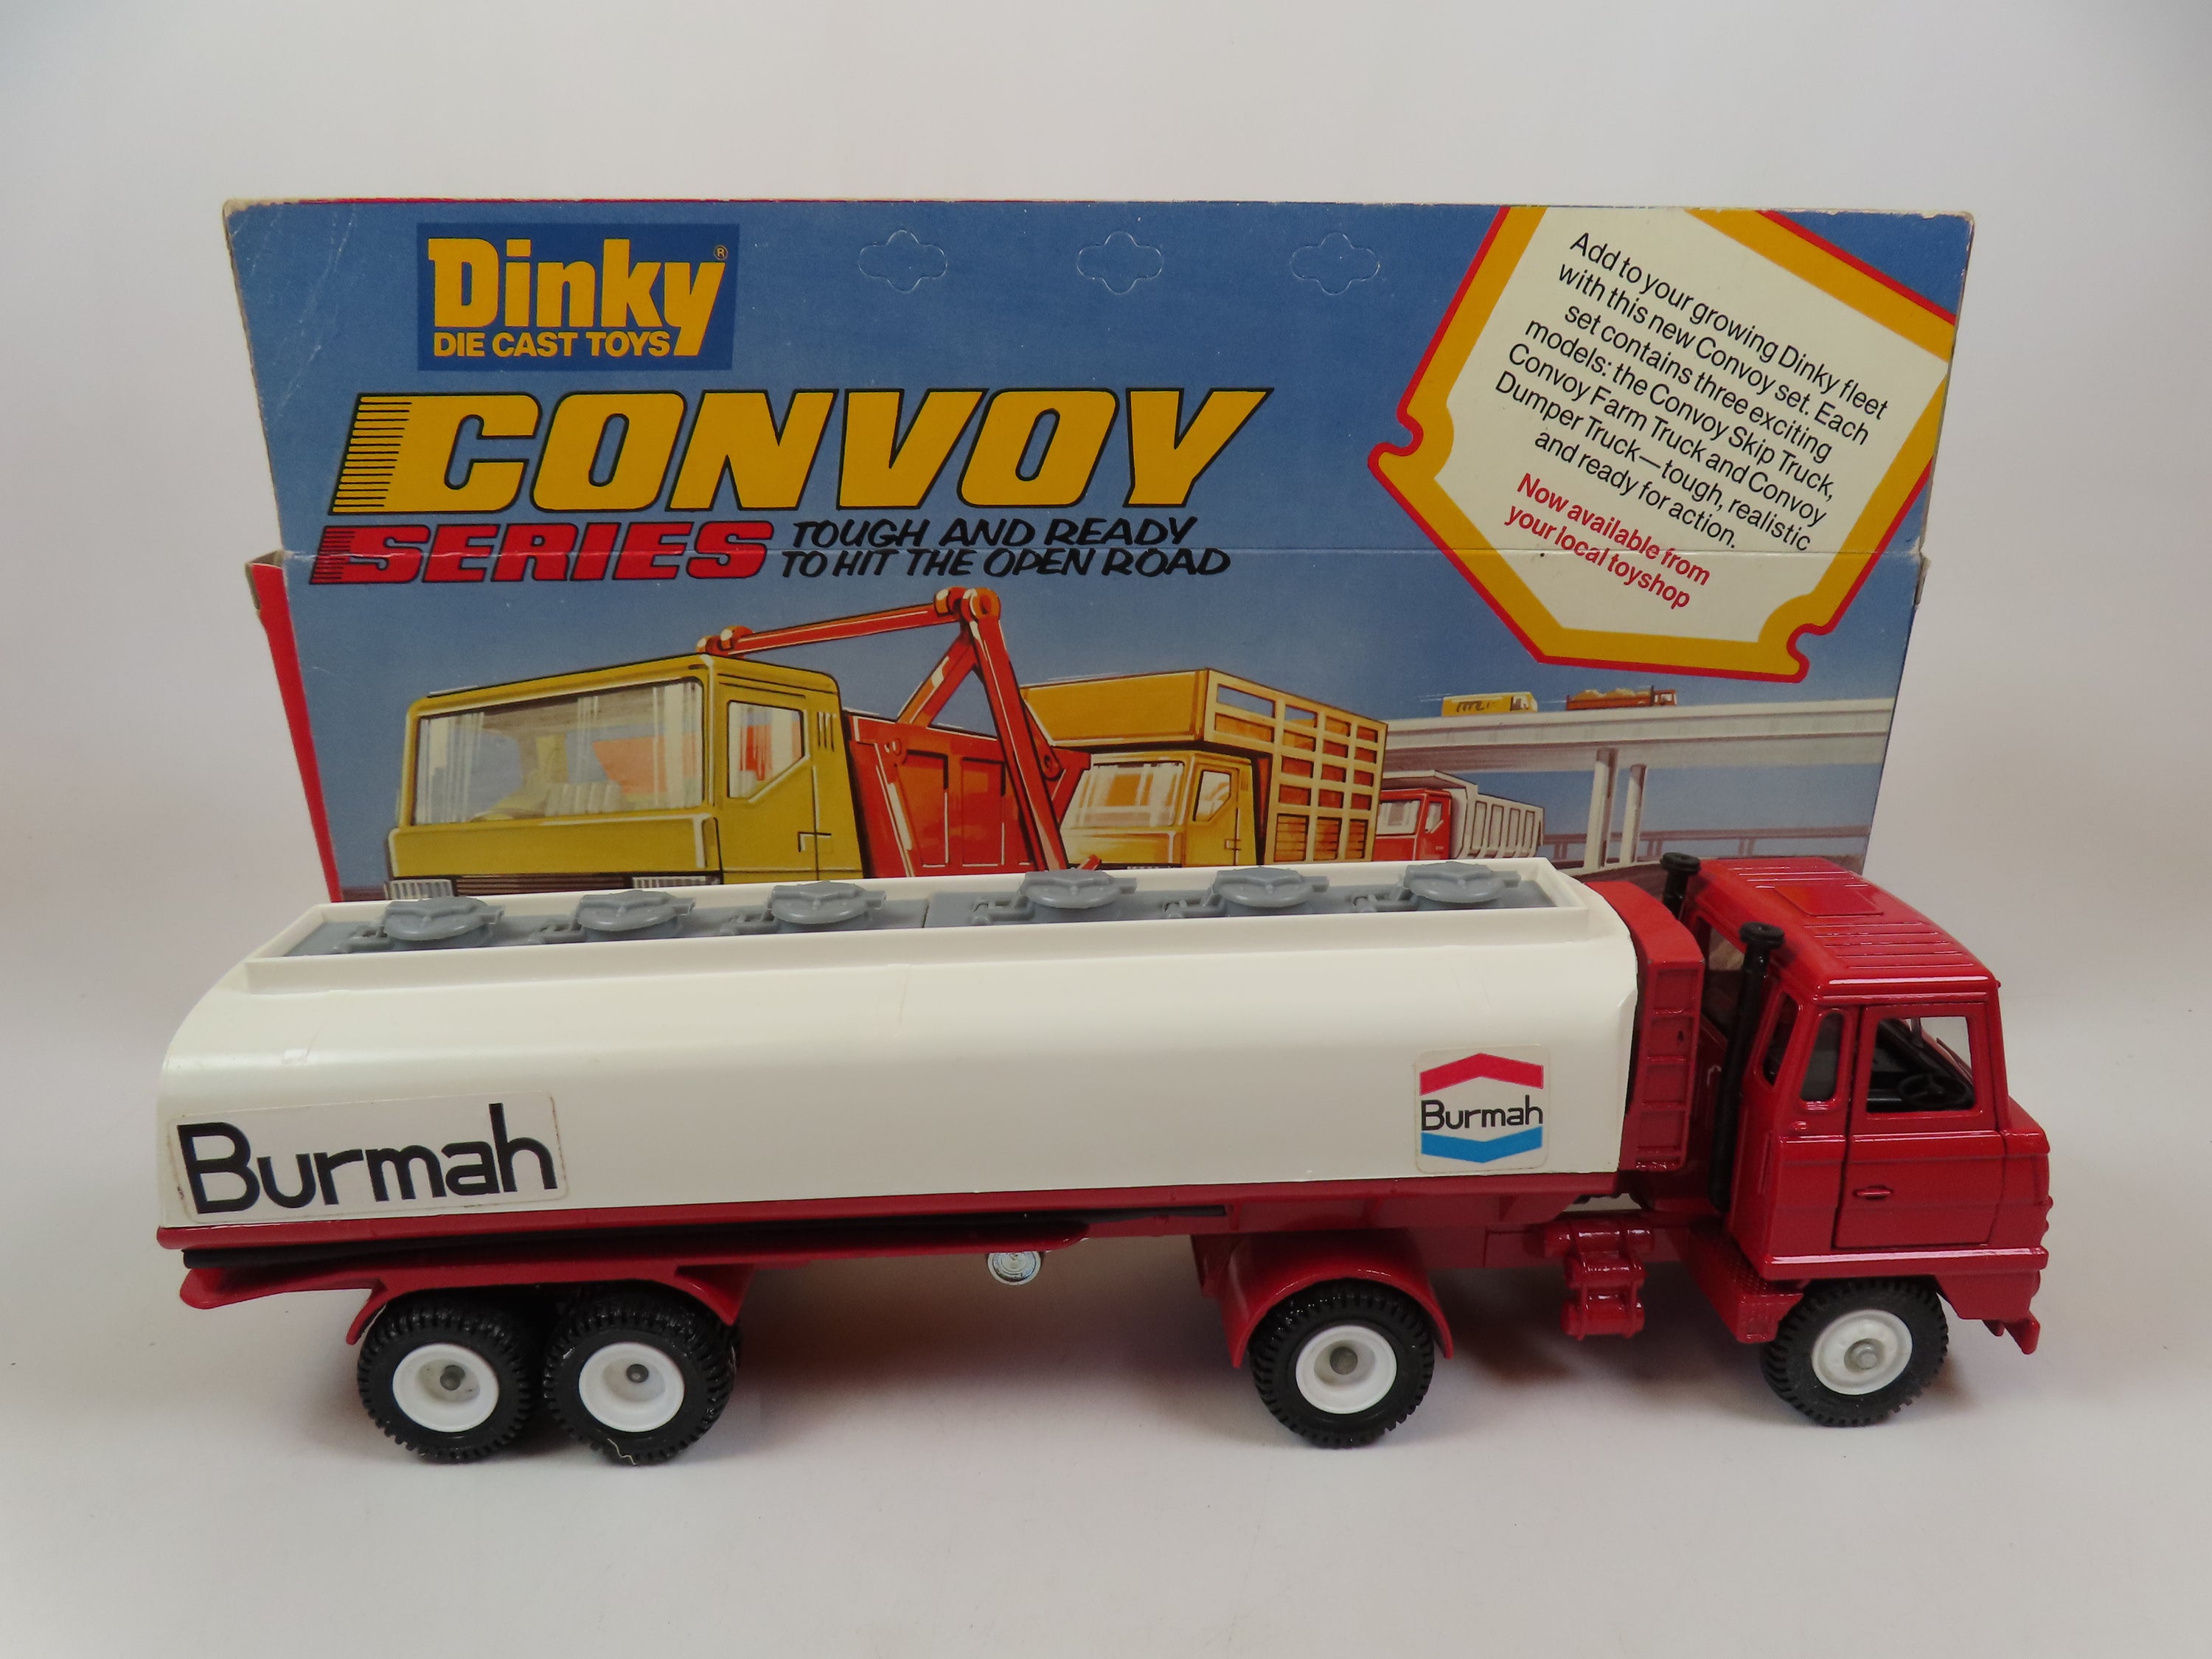 Dinky®
DIE CAST TOYS
CONVOY
SERIES
TOUGH AND READY
TO HIT THE OPEN ROAD
Add to your growing Dinky fleet
with this new Convoy set. Each
set contains three exciting
models: the Convoy Skip Truck,
Convoy Farm Truck and Convoy
Dumper Truck—tough, realistic
and ready for action.
Now available from
your local toyshop
Burmah
Burmah